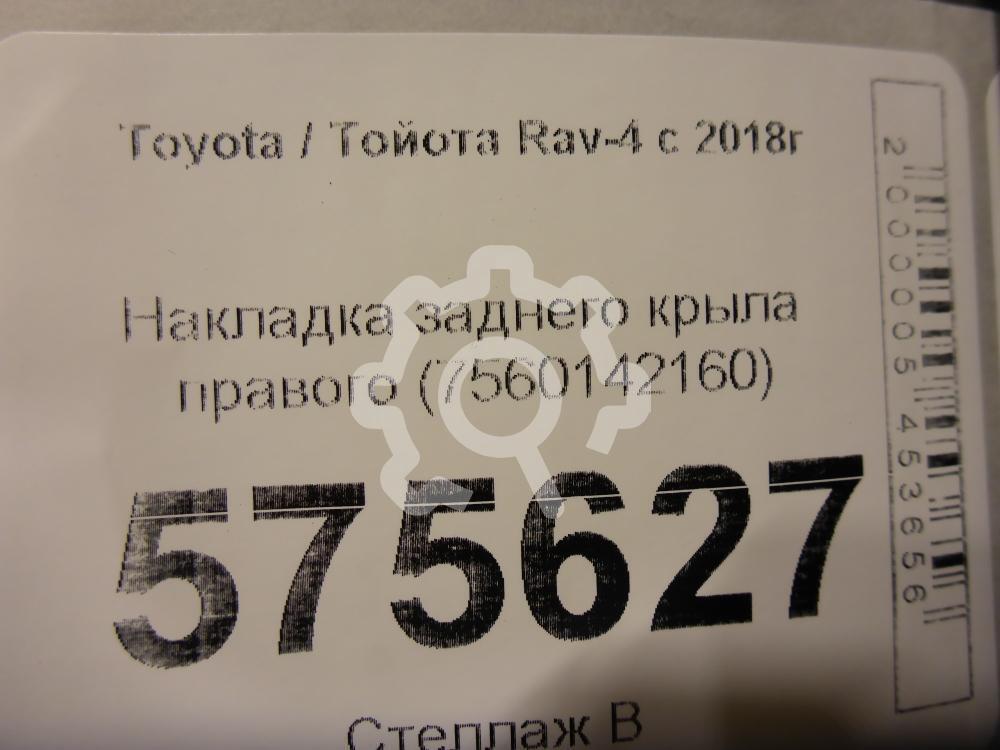 Toyota / Тойота Rav-4 с 2018г
Накладка заднего крыла
правого (7560142160)
575627
Стеллаж В
2000005453656